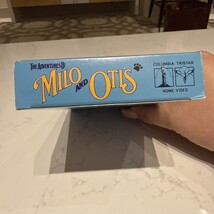 THE ADVENTURES OF
MILO AND OTIS
COLUMBIA TRISTAR
HOME VIDEO